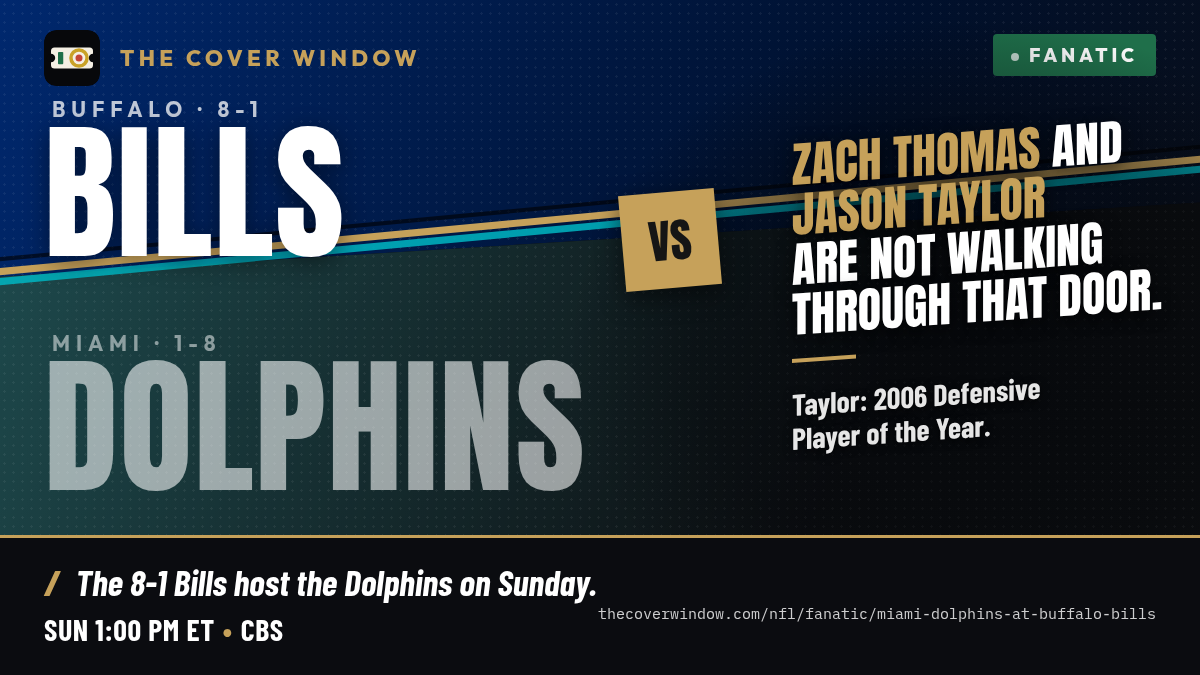 THE COVER WINDOW
• FANATIC
BUFFALO · 8-1
BILLS
VS
MIAMI · 1-8
DOLPHINS
ZACH THOMAS AND
JASON TAYLOR
ARE NOT WALKING
THROUGH THAT DOOR.
Taylor: 2006 Defensive
Player of the Year.
/ The 8-1 Bills host the Dolphins on Sunday.
SUN 1:00 PM ET • CBS
thecoverwindow.com/nfl/fanatic/miami-dolphins-at-buffalo-bills